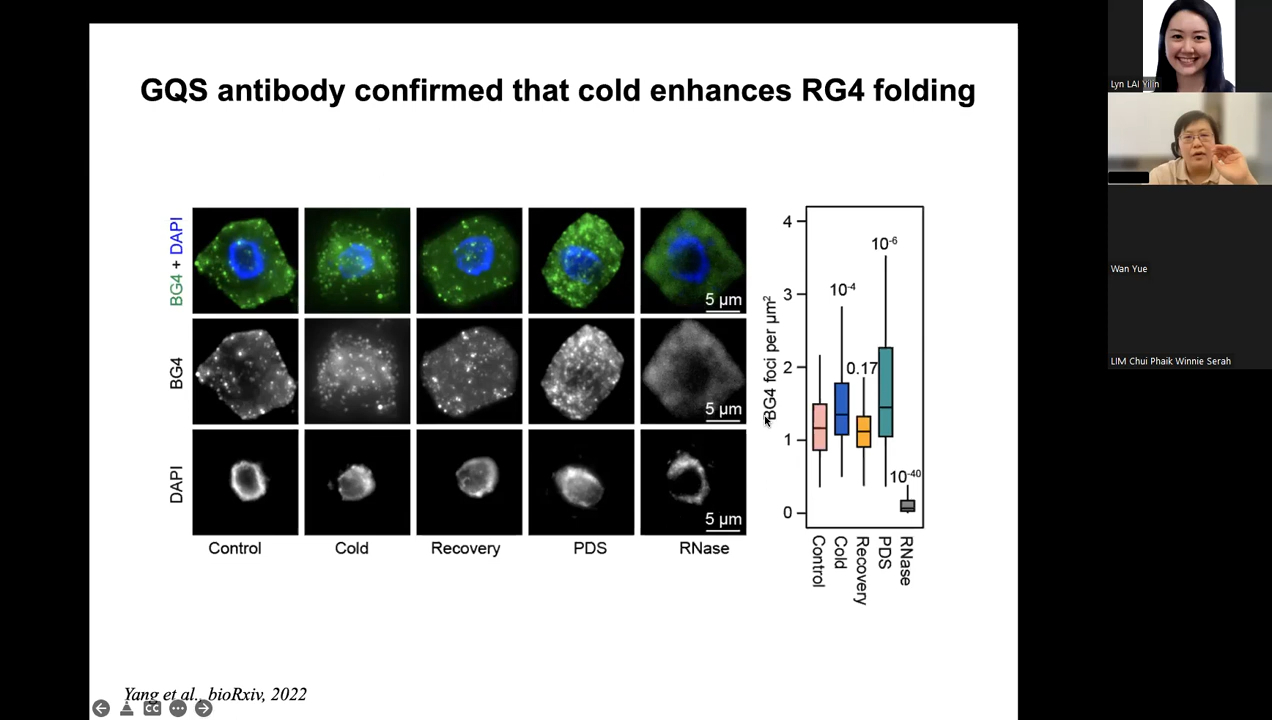 GQS antibody confirmed that cold enhances RG4 folding
BG4 + DAPI
5 µm
BG4
5 µm
DAPI
5 µm
Control
Cold
Recovery
PDS
RNase
BG4 foci per µm²
4
3
2
1
0
10⁻⁴
0.17
10⁻⁶
10⁻⁴⁰
Control
Cold
Recovery
PDS
RNase
Yang et al., bioRxiv, 2022
CC
Lyn LAI Yilin
Wan Yue
LIM Chui Phaik Winnie Serah